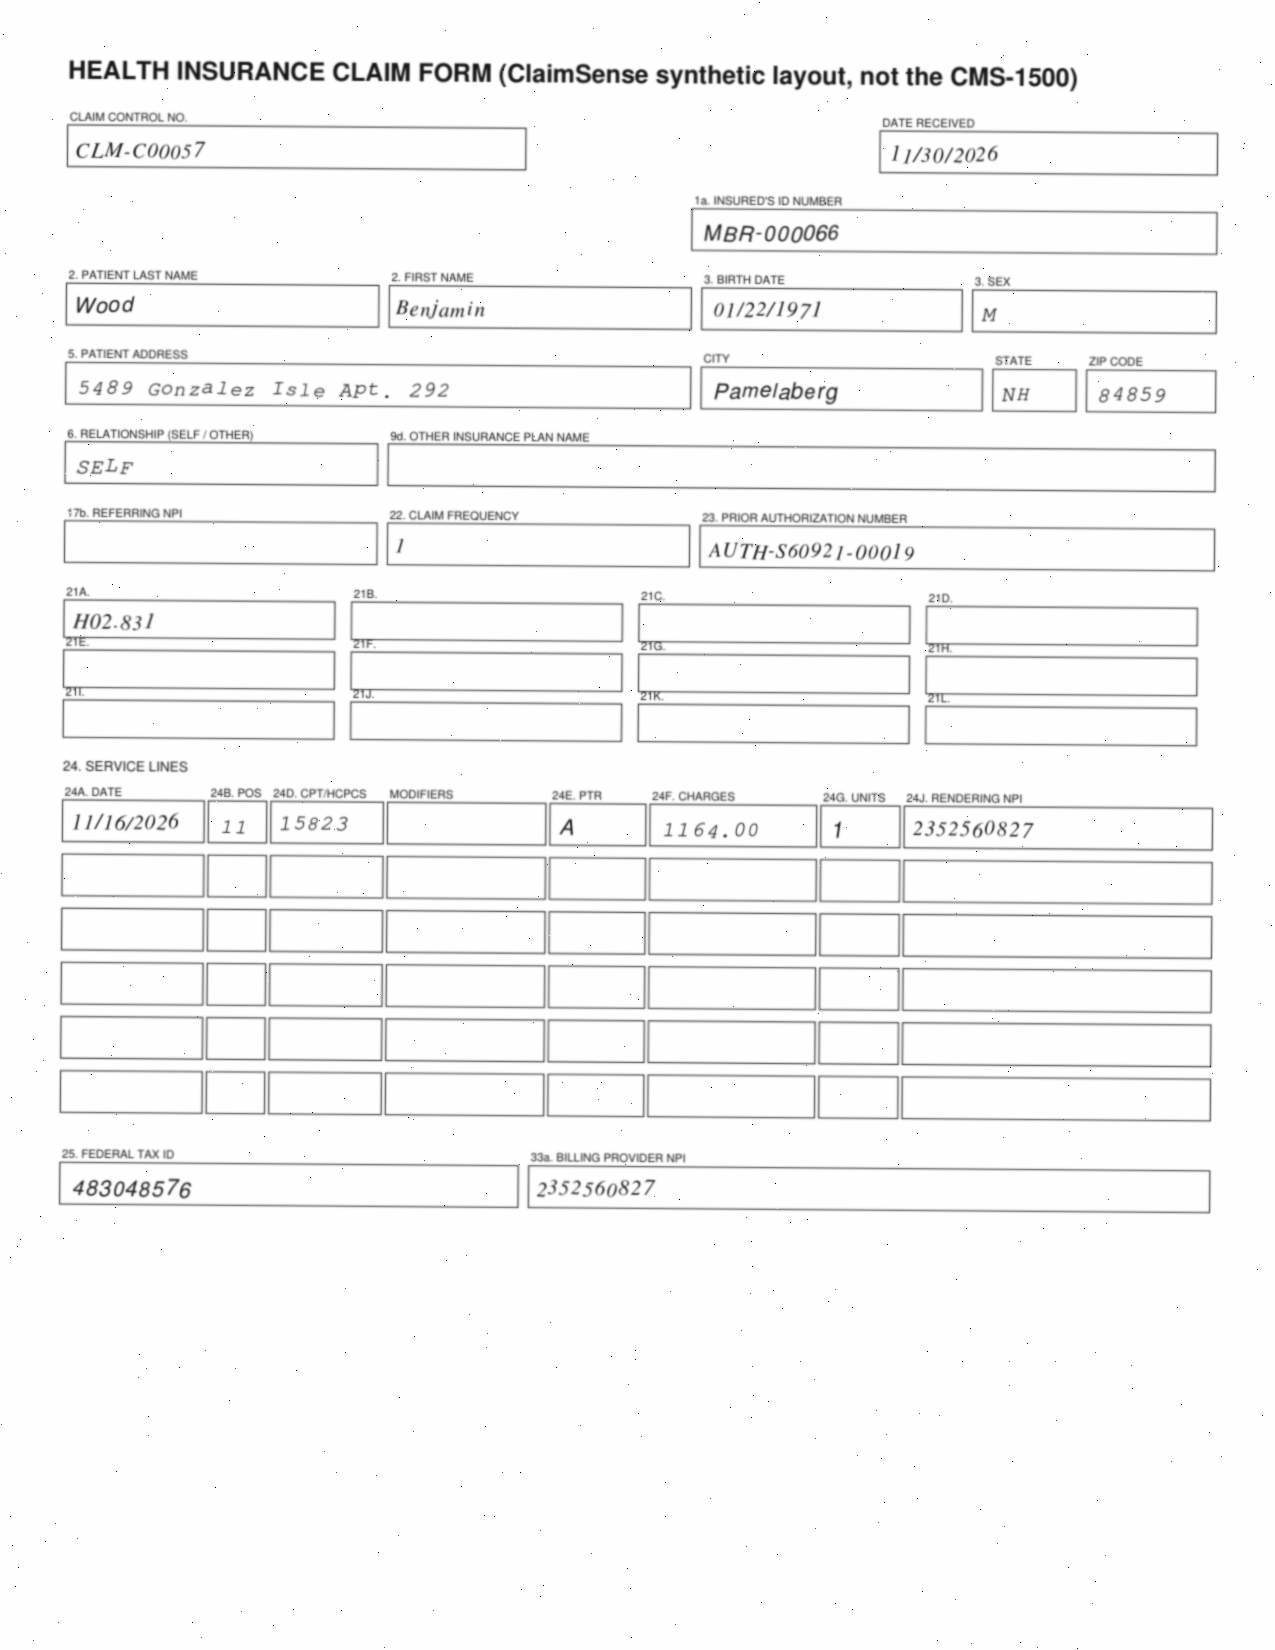 HEALTH INSURANCE CLAIM FORM (ClaimSense synthetic layout, not the CMS-1500)
CLAIM CONTROL NO.
CLM-C00057
DATE RECEIVED
11/30/2026
1a. INSURED'S ID NUMBER
MBR-000066
2. PATIENT LAST NAME
Wood
2. FIRST NAME
Benjamin
3. BIRTH DATE
01/22/1971
3. SEX
M
5. PATIENT ADDRESS
5489 Gonzalez Isle Apt. 292
CITY
Pamelaberg
STATE
NH
ZIP CODE
84859
6. RELATIONSHIP (SELF / OTHER)
SELF
9d. OTHER INSURANCE PLAN NAME
17b. REFERRING NPI
22. CLAIM FREQUENCY
1
23. PRIOR AUTHORIZATION NUMBER
AUTH-S60921-00019
21A.
H02.831
21B.
21C.
21D.
21E.
21F.
21G.
21H.
21I.
21J.
21K.
21L.
24. SERVICE LINES
24A. DATE 24B. POS 24D. CPT/HCPCS MODIFIERS 24E. PTR 24F. CHARGES 24G. UNITS 24J. RENDERING NPI
11/16/2026 11 15823 A 1164.00 1 2352560827
25. FEDERAL TAX ID
483048576
33a. BILLING PROVIDER NPI
2352560827